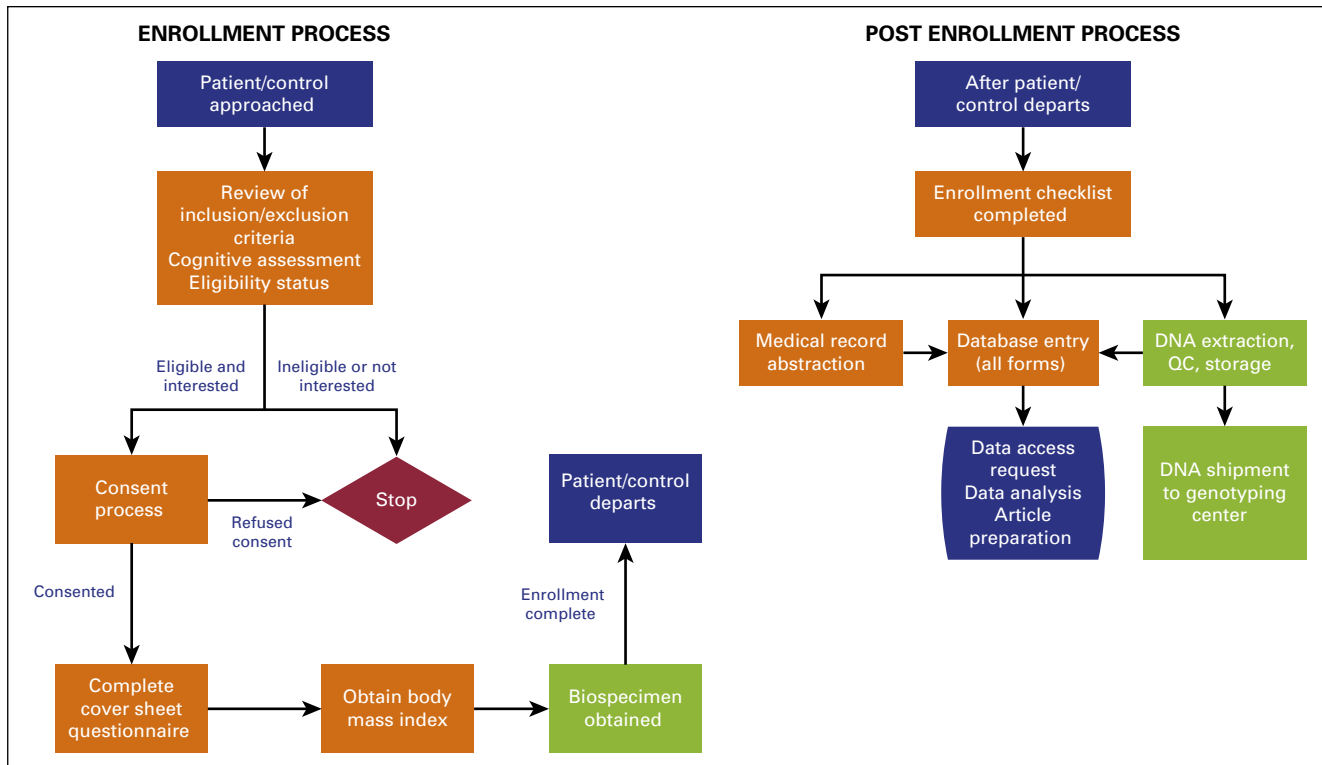 ENROLLMENT PROCESS
Patient/control
approached
Review of
inclusion/exclusion
criteria
Cognitive assessment
Eligibility status
Eligible and
interested
Ineligible or not
interested
Consent
process
Refused
consent
Stop
Consented
Complete
cover sheet
questionnaire
Obtain body
mass index
Biospecimen
obtained
Enrollment
complete
Patient/control
departs
POST ENROLLMENT PROCESS
After patient/
control departs
Enrollment checklist
completed
Medical record
abstraction
Database entry
(all forms)
DNA extraction,
QC, storage
Data access
request
Data analysis
Article
preparation
DNA shipment
to genotyping
center